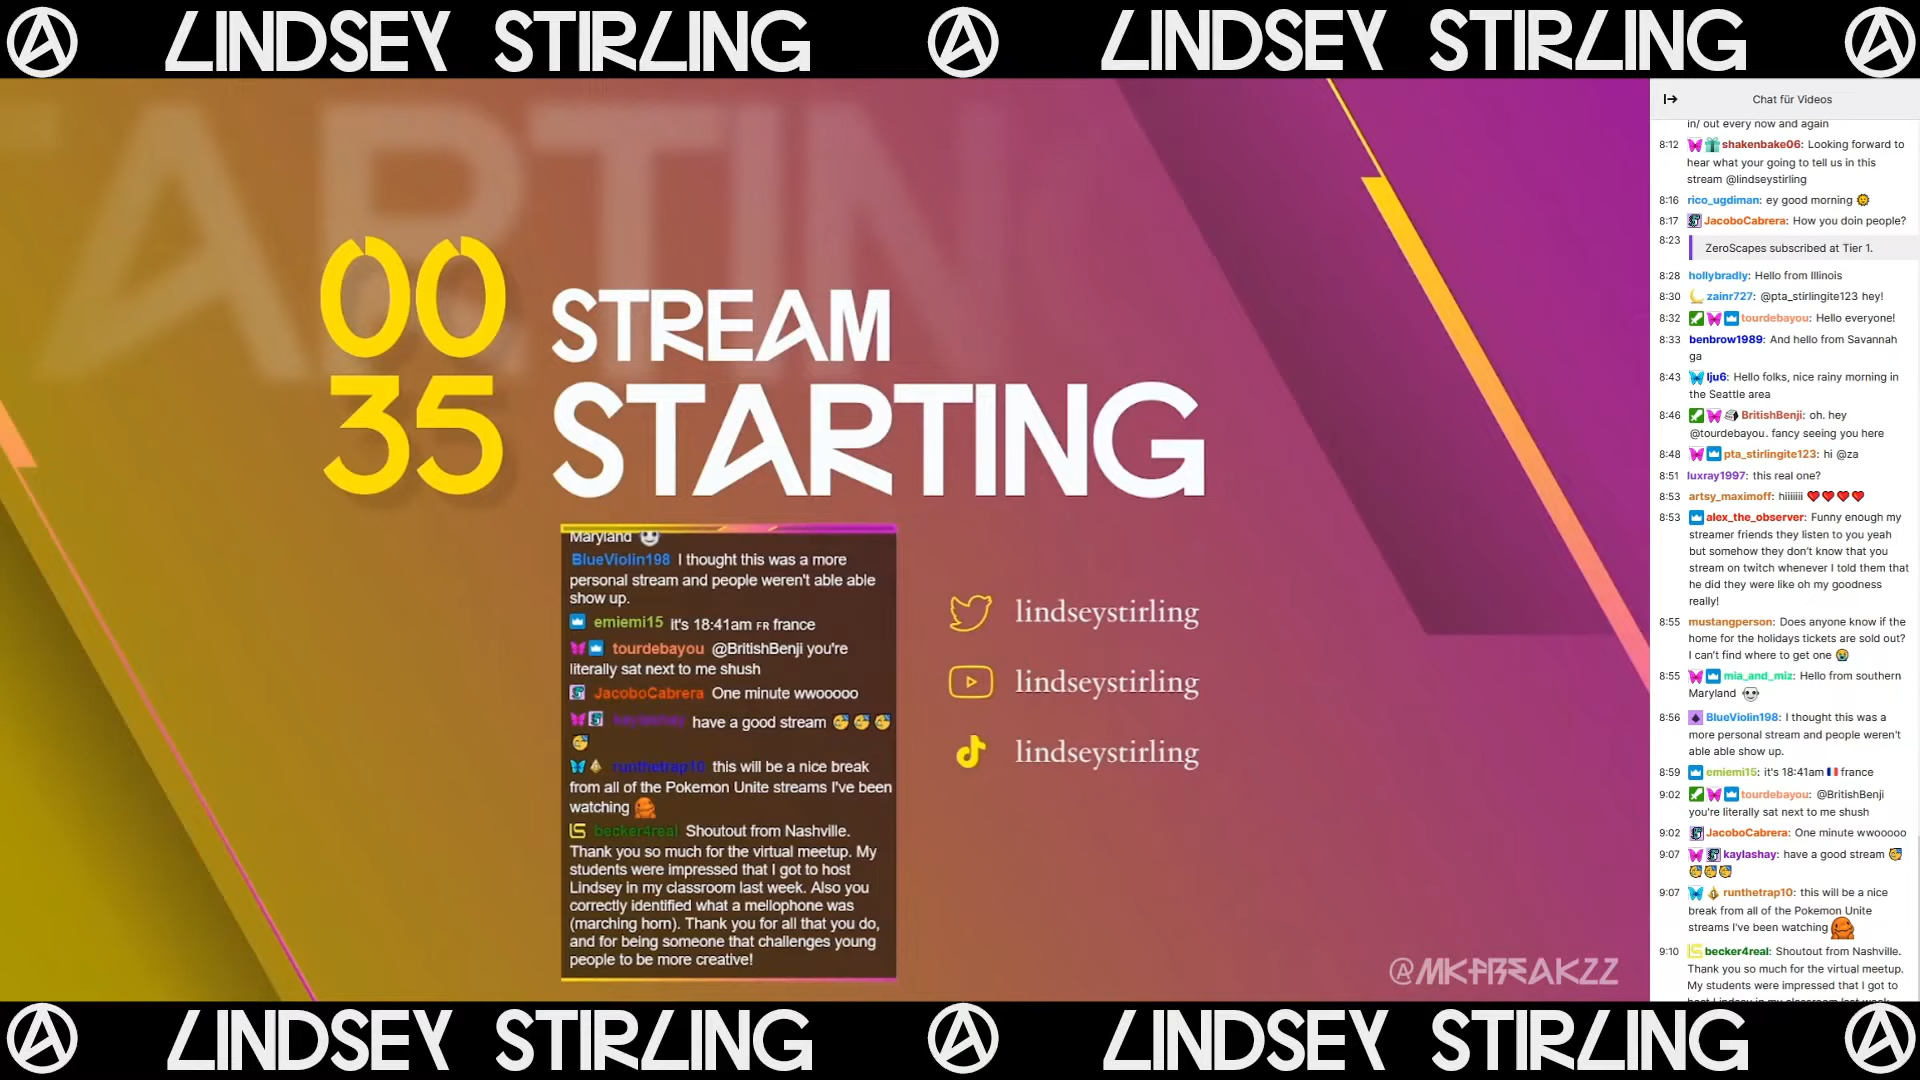 LINDSEY STIRLING LINDSEY STIRLING
TARTING
00
35
STREAM
STARTING
Maryland
BlueViolin198 I thought this was a more
personal stream and people weren't able able
show up.
emiemi15 it's 18:41am FR france
tourdebayou @BritishBenji you're
literally sat next to me shush
JacoboCabrera One minute wwooooo
kaylashay have a good stream
runthetrap10 this will be a nice break
from all of the Pokemon Unite streams I've been
watching
becker4real Shoutout from Nashville.
Thank you so much for the virtual meetup. My
students were impressed that I got to host
Lindsey in my classroom last week. Also you
correctly identified what a mellophone was
(marching horn). Thank you for all that you do,
and for being someone that challenges young
people to be more creative!
lindseystirling
lindseystirling
lindseystirling
@MKFREAKZZ
Chat für Videos
in/ out every now and again
8:12 shakenbake06: Looking forward to
hear what your going to tell us in this
stream @lindseystirling
8:16 rico_ugdiman: ey good morning
8:17 JacoboCabrera: How you doin people?
8:23
ZeroScapes subscribed at Tier 1.
8:28 hollybradly: Hello from Illinois
8:30 zainr727: @pta_stirlingite123 hey!
8:32 tourdebayou: Hello everyone!
8:33 benbrow1989: And hello from Savannah
ga
8:43 lju6: Hello folks, nice rainy morning in
the Seattle area
8:46 BritishBenji: oh. hey
@tourdebayou. fancy seeing you here
8:48 pta_stirlingite123: hi @za
8:51 luxray1997: this real one?
8:53 artsy_maximoff: hiiiiiii
8:53 alex_the_observer: Funny enough my
streamer friends they listen to you yeah
but somehow they don't know that you
stream on twitch whenever I told them that
he did they were like oh my goodness
really!
8:55 mustangperson: Does anyone know if the
home for the holidays tickets are sold out?
I can't find where to get one
8:55 mia_and_miz: Hello from southern
Maryland
8:56 BlueViolin198: I thought this was a
more personal stream and people weren't
able able show up.
8:59 emiemi15: it's 18:41am france
9:02 tourdebayou: @BritishBenji
you're literally sat next to me shush
9:02 JacoboCabrera: One minute wwooooo
9:07 kaylashay: have a good stream
9:07 runthetrap10: this will be a nice
break from all of the Pokemon Unite
streams I've been watching
9:10 becker4real: Shoutout from Nashville.
Thank you so much for the virtual meetup.
My students were impressed that I got to
host Lindsey in my classroom last week
LINDSEY STIRLING LINDSEY STIRLING